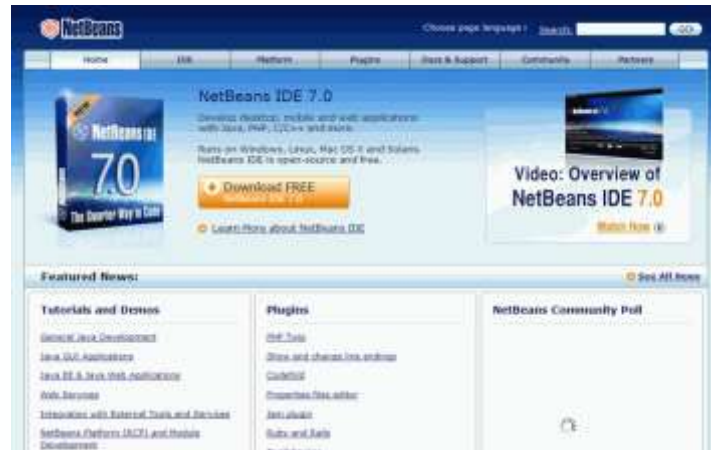 NetBeans
Choose page language
Search:
GO!
Home
IDE
Platform
Plugins
Docs & Support
Community
Partners
NetBeans IDE
7.0
The Smarter Way to Code
NetBeans IDE 7.0
Develop desktop, mobile and web applications
with Java, PHP, C/C++ and more.
Runs on Windows, Linux, Mac OS X and Solaris.
NetBeans IDE is open-source and free.
Download FREE
NetBeans IDE 7.0
Learn More about NetBeans IDE
Video: Overview of
NetBeans IDE 7.0
Watch Now
Featured News:
See All News
Tutorials and Demos
General Java Development
Java GUI Applications
Java EE & Java Web Applications
Web Services
Integration with External Tools and Services
NetBeans Platform (RCP) and Module
Development
Plugins
PHP
Show and change line endings
Codefold
Properties files editor
Jem plugin
Ruby and Rails
NetBeans Community Poll